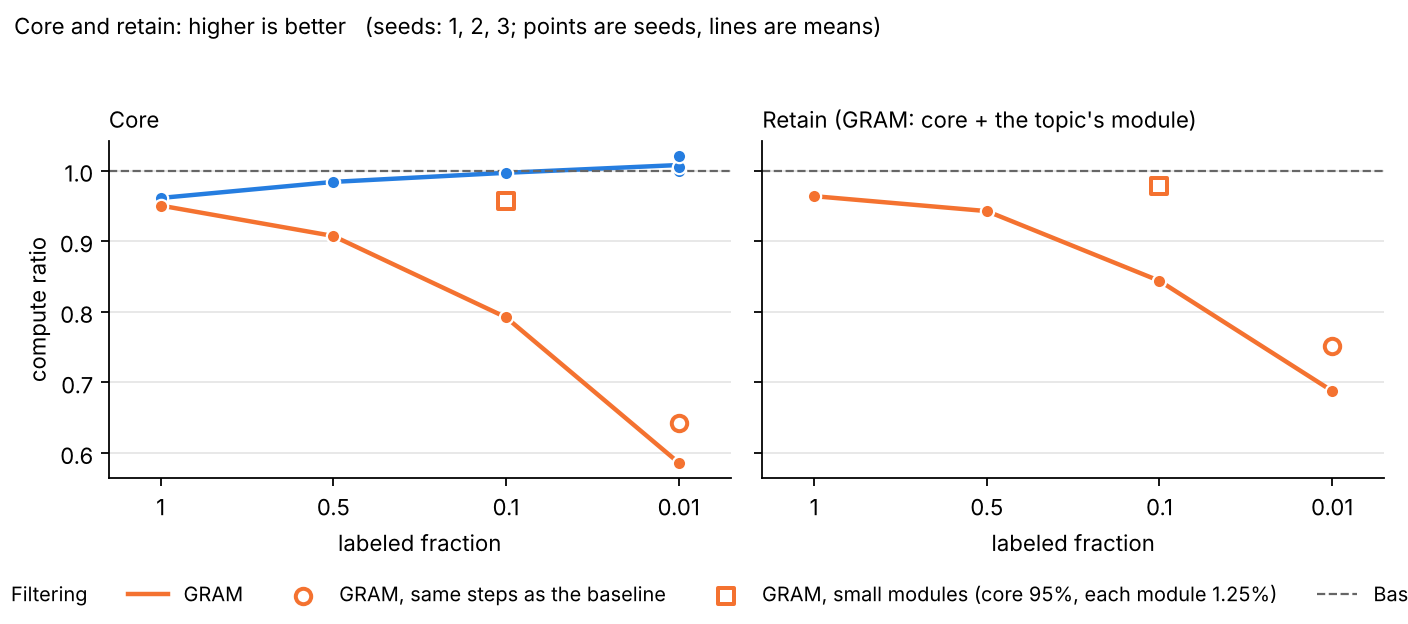 Core and retain: higher is better (seeds: 1, 2, 3; points are seeds, lines are means)
Core
Retain (GRAM: core + the topic's module)
compute ratio
1.0
0.9
0.8
0.7
0.6
1 0.5 0.1 0.01
1 0.5 0.1 0.01
labeled fraction
labeled fraction
Filtering GRAM GRAM, same steps as the baseline GRAM, small modules (core 95%, each module 1.25%) Bas